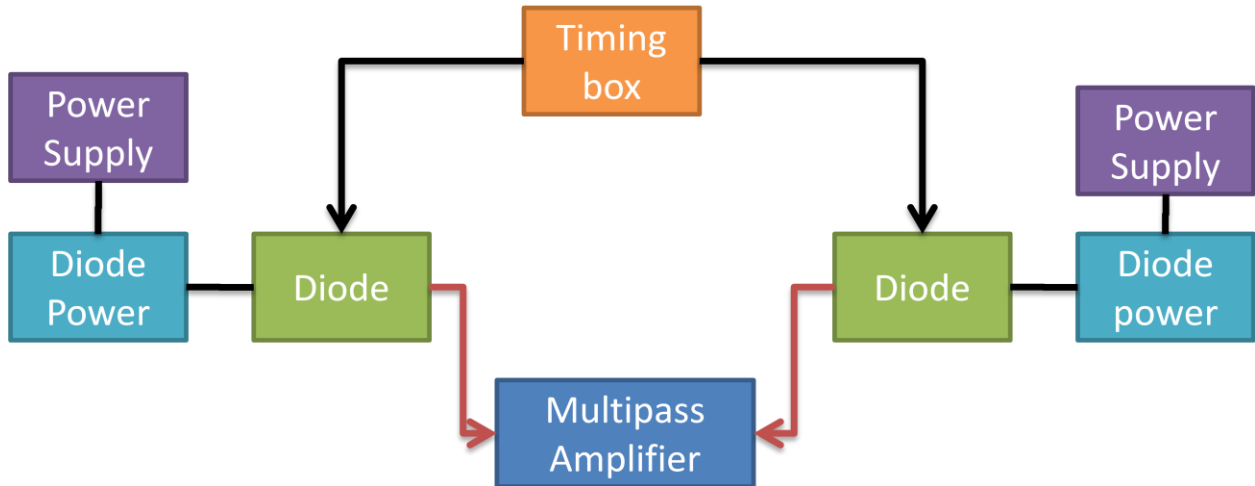 Timing
box
Power
Supply
Power
Supply
Diode
Power
Diode
Diode
Diode
power
Multipass
Amplifier